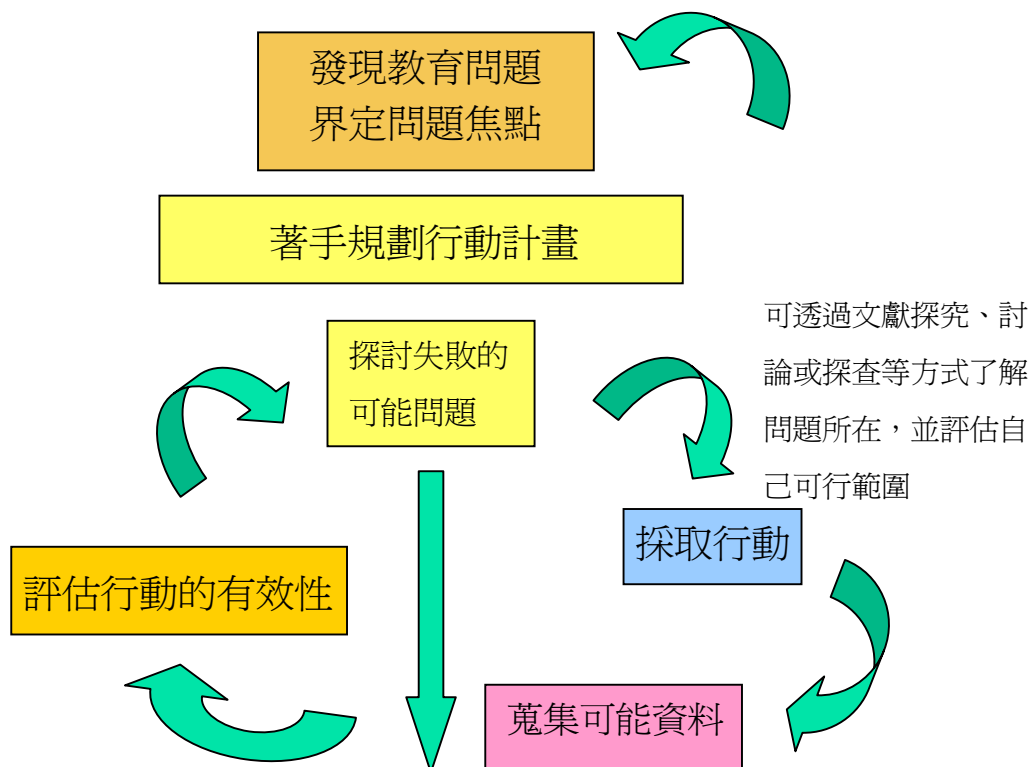 發現教育問題
界定問題焦點
著手規劃行動計畫
可透過文獻探究、討
論或探查等方式了解
問題所在，並評估自
己可行範圍
探討失敗的
可能問題
採取行動
評估行動的有效性
蒐集可能資料